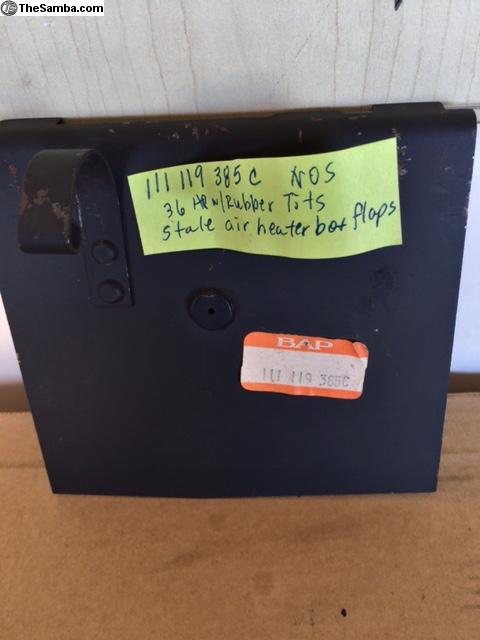 TheSamba.com
111 119 385 C NOS
36 HP w/Rubber Tits
Stale air heater box flaps
BAP
111 119 385C